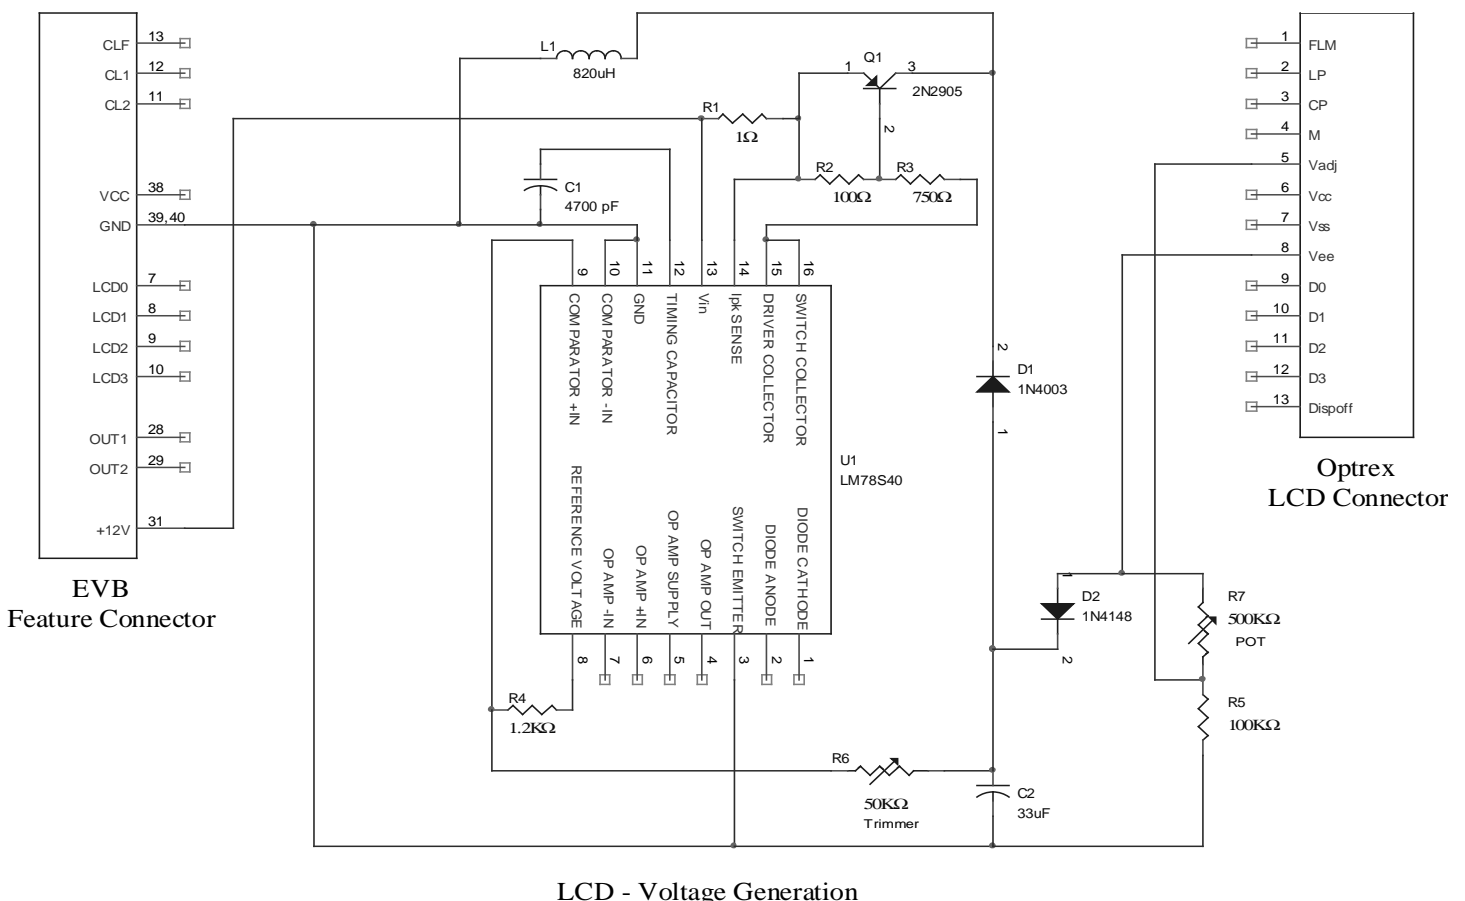 CLF 13
CL1 12
CL2 11
VCC 38
GND 39,40
LCD0 7
LCD1 8
LCD2 9
LCD3 10
OUT1 28
OUT2 29
+12V 31
EVB
Feature Connector
L1
820uH
Q1
1
3
2N2905
2
R1
1Ω
R2
100Ω
R3
750Ω
C1
4700 pF
9
10
11
12
13
14
15
16
COMPARATOR +IN
COMPARATOR -IN
GND
TIMING CAPACITOR
Vin
Ipk SENSE
DRIVER COLLECTOR
SWITCH COLLECTOR
U1
LM78S40
REFERENCE VOLTAGE
OP AMP -IN
OP AMP +IN
OP AMP SUPPLY
OP AMP OUT
SWITCH EMITTER
DIODE ANODE
DIODE CATHODE
8
7
6
5
4
3
2
1
R4
1.2KΩ
R6
50KΩ
Trimmer
2
D1
1N4003
1
C2
33uF
1
D2
1N4148
2
R7
500KΩ
POT
R5
100KΩ
1 FLM
2 LP
3 CP
4 M
5 Vadj
6 Vcc
7 Vss
8 Vee
9 D0
10 D1
11 D2
12 D3
13 Dispoff
Optrex
LCD Connector
LCD - Voltage Generation